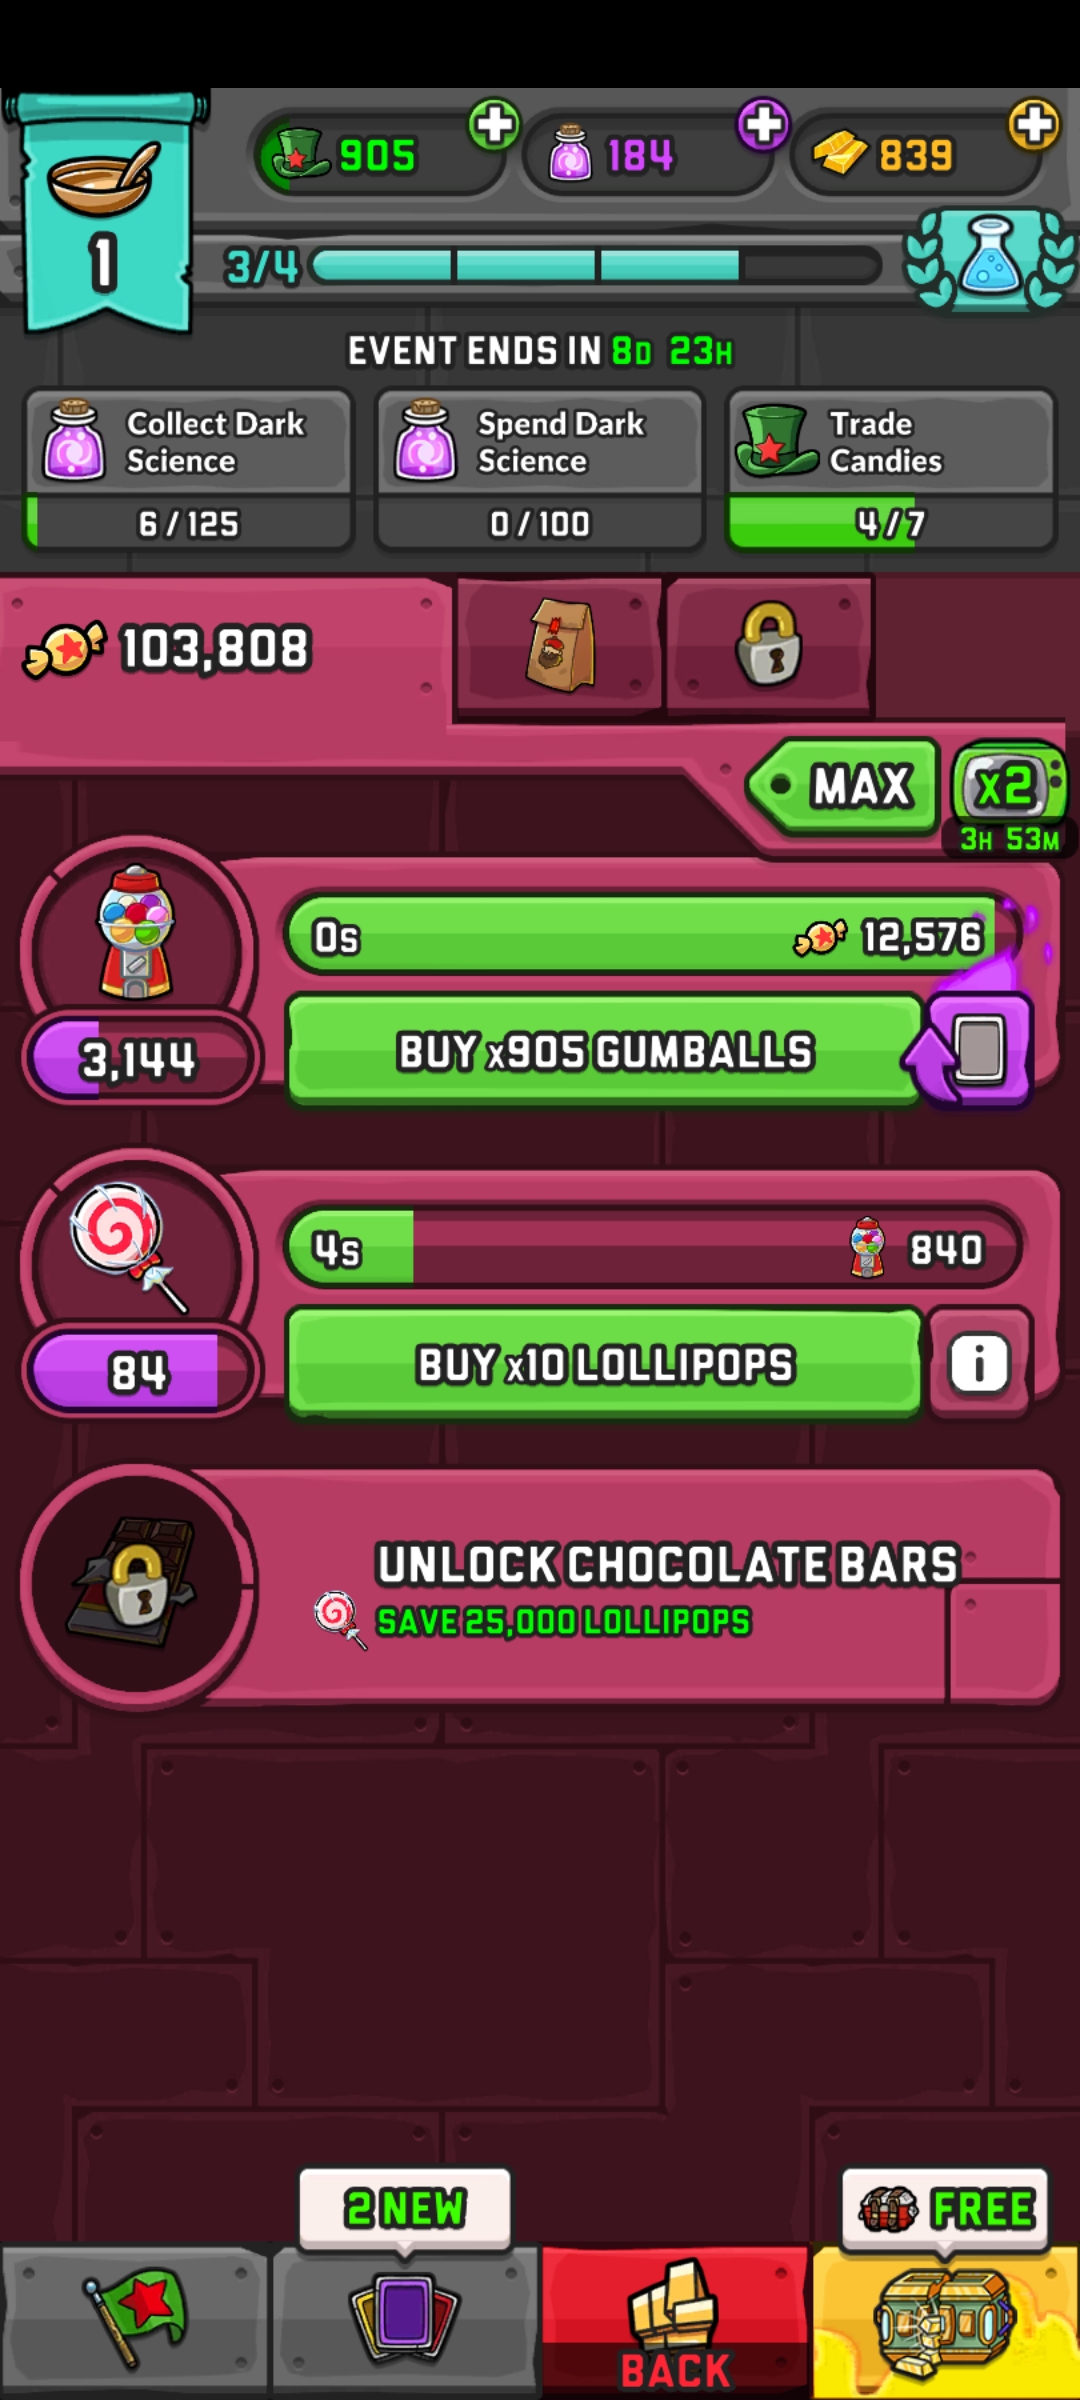 905
184
839
1
3/4
EVENT ENDS IN 8D 23H
Collect Dark
Science
6 / 125
Spend Dark
Science
0 / 100
Trade
Candies
4 / 7
103,808
MAX
x2
3H 53M
0s
12,576
3,144
BUY x905 GUMBALLS
4s
840
84
BUY x10 LOLLIPOPS
i
UNLOCK CHOCOLATE BARS
SAVE 25,000 LOLLIPOPS
2 NEW
FREE
BACK